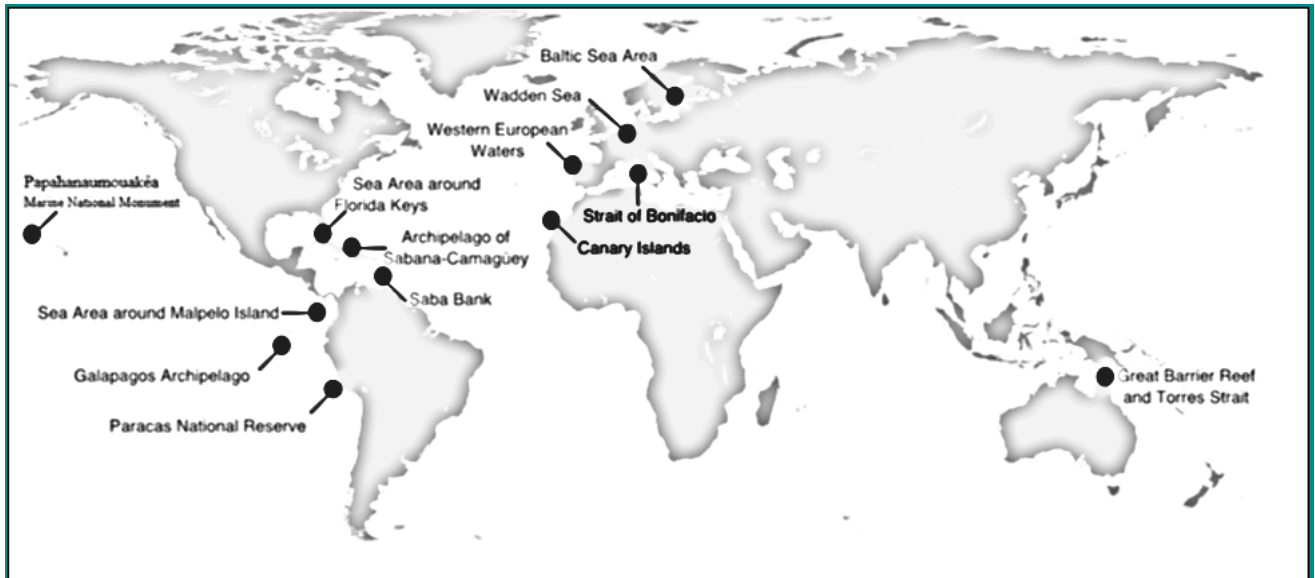 Baltic Sea Area
Wadden Sea
Western European
Waters
Papahanaumouakéa
Marine National Monument
Sea Area around
Florida Keys
Strait of Bonifacio
Archipelago of
Sabana-Camagüey
Canary Islands
Saba Bank
Sea Area around Malpelo Island
Galapagos Archipelago
Great Barrier Reef
and Torres Strait
Paracas National Reserve